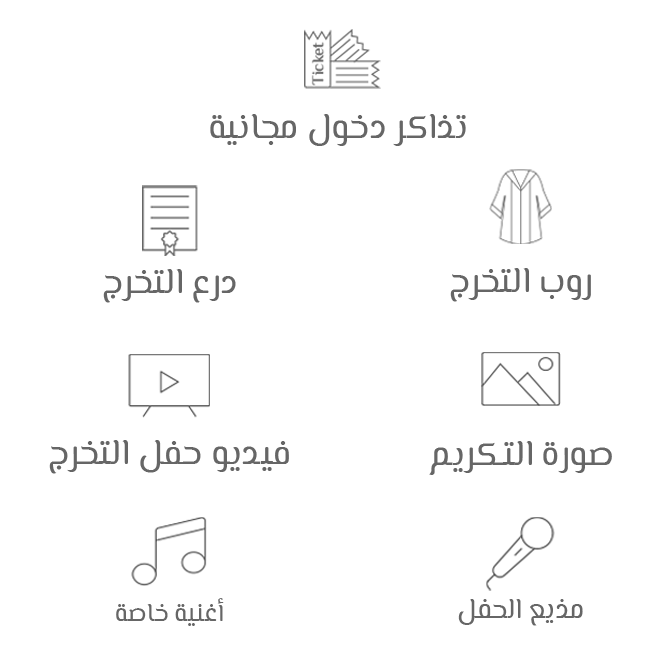 Ticket
تذاكر دخول مجانية
روب التخرج
درع التخرج
صورة التكريم
فيديو حفل التخرج
مذيع الحفل
أغنية خاصة